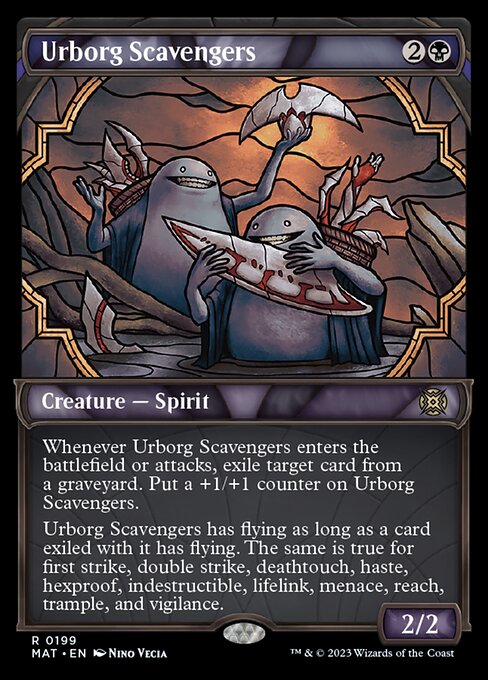 Urborg Scavengers 2
Creature — Spirit
Whenever Urborg Scavengers enters the
battlefield or attacks, exile target card from
a graveyard. Put a +1/+1 counter on Urborg
Scavengers.
Urborg Scavengers has flying as long as a card
exiled with it has flying. The same is true for
first strike, double strike, deathtouch, haste,
hexproof, indestructible, lifelink, menace, reach,
trample, and vigilance.
2/2
R 0199
MAT • EN Nino Vecia
™ & © 2023 Wizards of the Coast